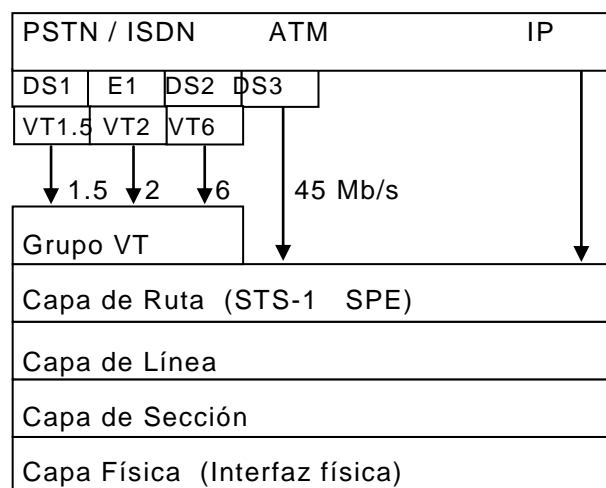 PSTN / ISDN ATM IP
DS1 E1 DS2 DS3
VT1.5 VT2 VT6
1.5 2 6 45 Mb/s
Grupo VT
Capa de Ruta (STS-1 SPE)
Capa de Línea
Capa de Sección
Capa Física (Interfaz física)